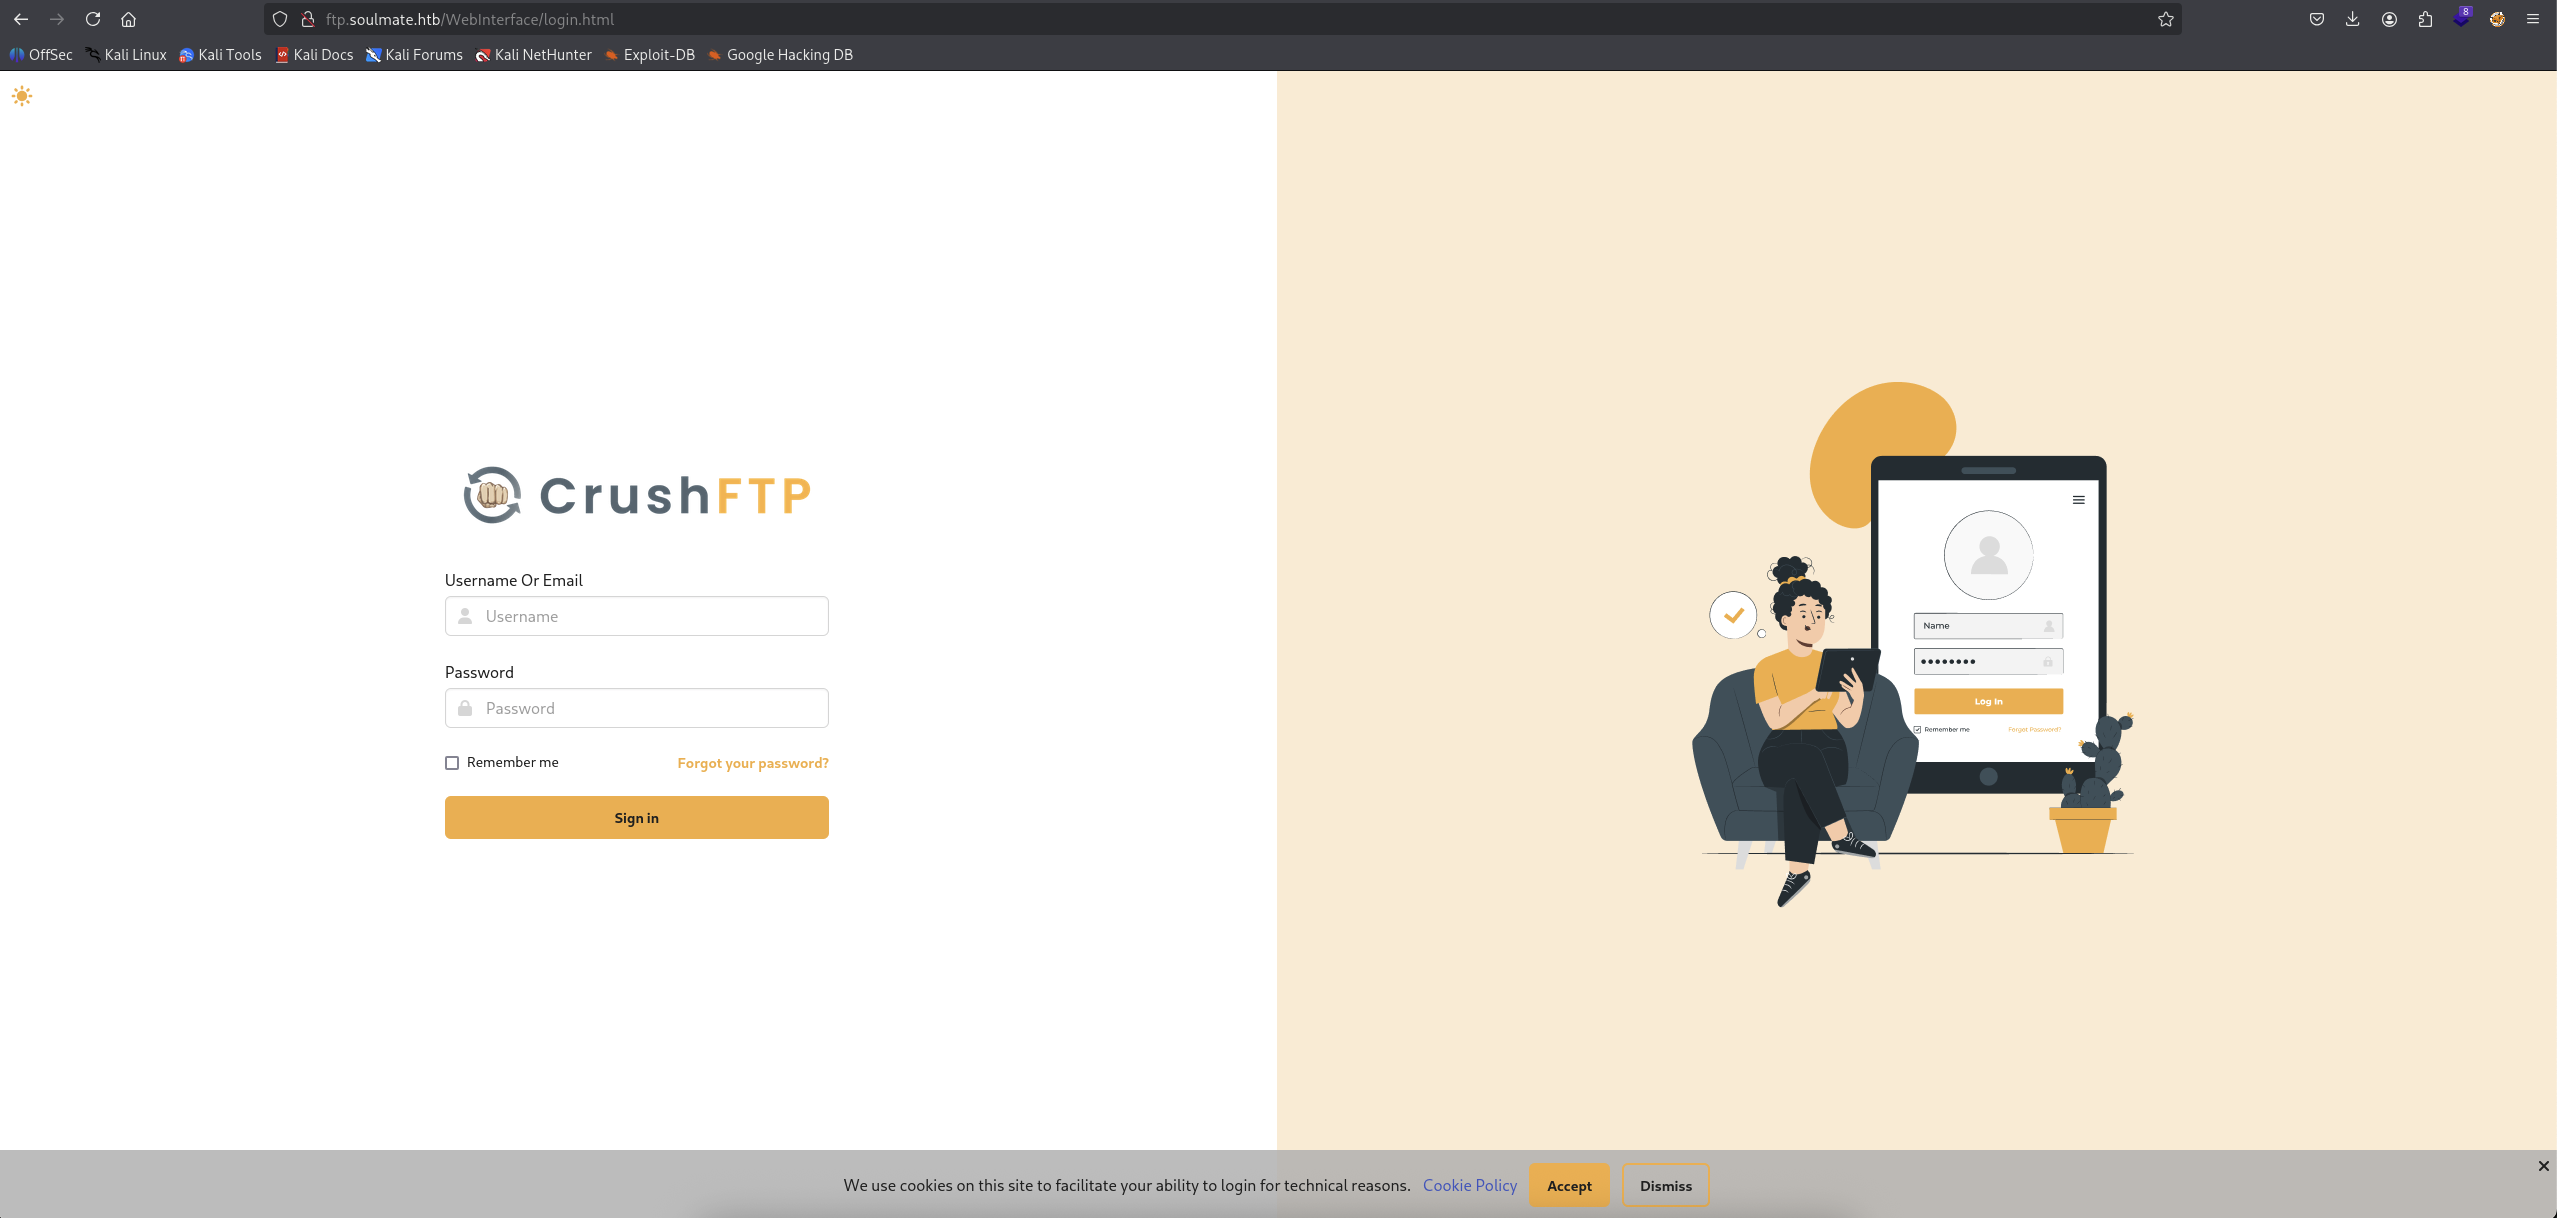 ftp.soulmate.htb/WebInterface/login.html
8
OffSec Kali Linux Kali Tools Kali Docs Kali Forums Kali NetHunter Exploit-DB Google Hacking DB
CrushFTP
Username Or Email
Username
Password
Password
Remember me Forgot your password?
Sign in
Name
Log In
Remember me Forgot Password?
We use cookies on this site to facilitate your ability to login for technical reasons. Cookie Policy Accept Dismiss